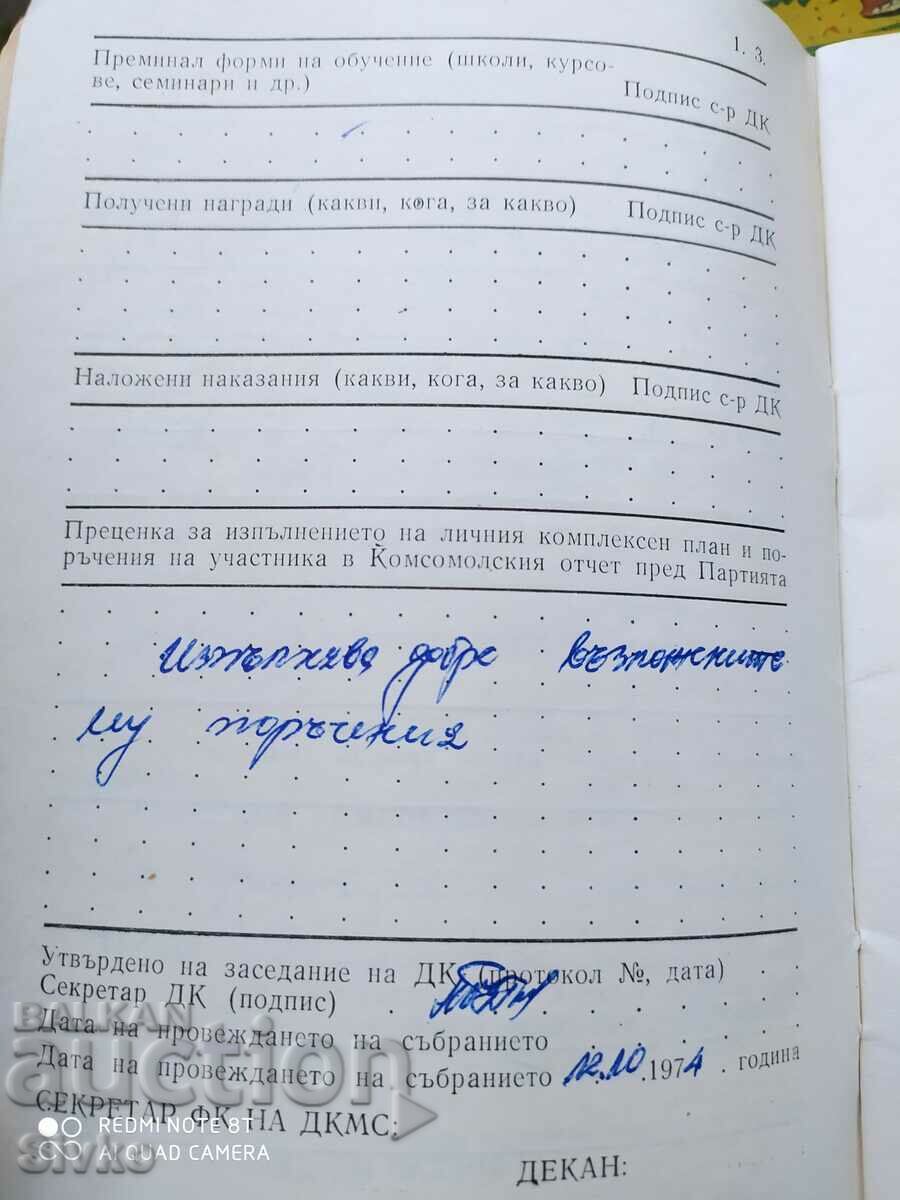 1. 3.
Преминал форми на обучение (школи, курсо-
ве, семинари и др.) Подпис с-р ДК
Получени награди (какви, кога, за какво) Подпис с-р ДК
Наложени наказания (какви, кога, за какво) Подпис с-р ДК
Преценка за изпълнението на личния комплексен план и по-
ръчения на участника в Комсомолския отчет пред Партията
Изпълнява добре възложените
му поръчения
Утвърдено на заседание на ДК (протокол №, дата)
Секретар ДК (подпис)
Дата на провеждането на събранието
Дата на провеждането на събранието 12.10.1974. година
СЕКРЕТАР ФК НА ДКМС:
ДЕКАН:
BALKAN
auction
REDMI NOTE 8T
AI QUAD CAMERA
Sivko